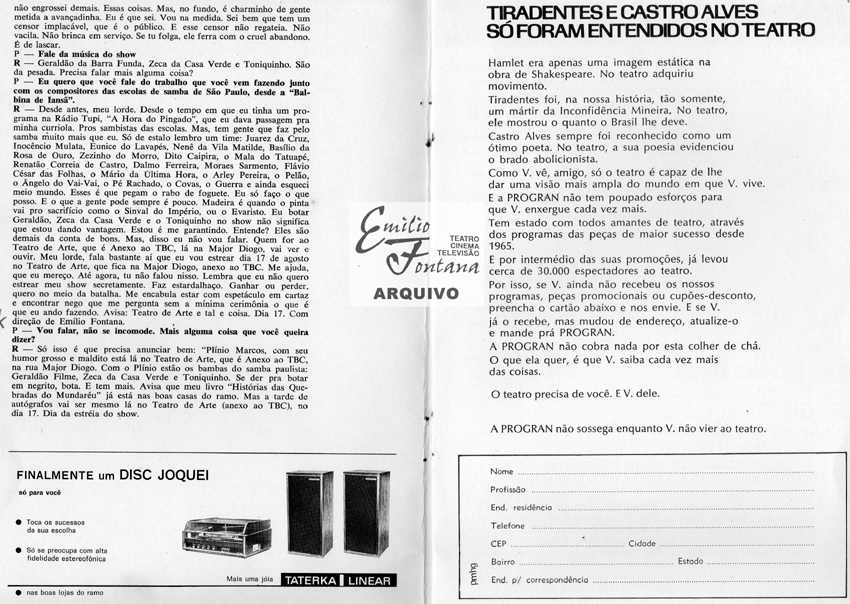 não engrossei demais. Essas coisas. Mas, no fundo, é charminho de gente
metida a avançadinha. Eu é que sei. Vou na medida. Sei bem que tem um
censor implacável, que é o público. E esse censor não regateia. Não
vacila. Não brinca em serviço. Se tu folga, ele ferra com o cruel abandono.
É de lascar.
P — Fale da música do show
R — Geraldão da Barra Funda, Zeca da Casa Verde e Toniquinho. São
da pesada. Precisa falar mais alguma coisa?
P — Eu quero que você fale do trabalho que você vem fazendo junto
com os compositores das escolas de samba de São Paulo, desde a "Bal-
bina de Iansã".
R — Desde antes, meu lorde. Desde o tempo em que eu tinha um pro-
grama na Rádio Tupi, "A Hora do Pingado", que eu dava passagem pra
minha curriola. Pros sambistas das escolas. Mas, tem gente que faz pelo
samba muito mais que eu. Só de estalo lembro um time: Juarez da Cruz,
Inocêncio Mulata, Eunice do Lavapés, Nenê da Vila Matilde, Basílio da
Rosa de Ouro, Zezinho do Morro, Dito Caipira, o Mala do Tatuapé,
Renatão Correia de Castro, Dalmo Ferreira, Moraes Sarmento, Flávio
César das Folhas, o Mário da Última Hora, o Arley Pereira, o Pelão,
o Ângelo do Vai-Vai, o Pé Rachado, o Covas, o Guerra e ainda esqueci
meio mundo. Esses é que pegam o rabo de foguete. Eu só faço o que
posso. E o que a gente pode sempre é pouco. Madeira é quando o pinta
vai pro sacrifício como o Sinval do Império, ou o Evaristo. Eu botar
Geraldão, Zeca da Casa Verde e o Toniquinho no show não significa
que estou dando vantagem. Estou é me garantindo. Entende? Eles são
demais da conta de bons. Mas, disso eu não vou falar. Quem for ao
Teatro de Arte, que é Anexo ao TBC, lá na Major Diogo, vai ver e
ouvir. Meu lorde, fala bastante aí que eu vou estrear dia 17 de agosto
no Teatro de Arte, que fica na Major Diogo, anexo ao TBC. Me ajuda,
que eu mereço. Até agora, tu não falou nisso. Lembra que eu não quero
estrear meu show secretamente. Faz estardalhaço. Ganhar ou perder,
quero no meio da batalha. Me encabula estar com espetáculo em cartaz
e encontrar nego que me pergunta sem a mínima cerimônia o que é
que eu ando fazendo. Avisa: Teatro de Arte e tal e coisa. Dia 17. Com
direção de Emílio Fontana.
P — Vou falar, não se incomode. Mais alguma coisa que você queira
dizer?
R — Só isso é que precisa anunciar bem: "Plínio Marcos, com seu
humor grosso e maldito está lá no Teatro de Arte, que é Anexo ao TBC,
na rua Major Diogo. Com o Plínio estão os bambas do samba paulista:
Geraldão Filme, Zeca da Casa Verde e Toniquinho. Se der pra botar
em negrito, bota. E tem mais. Avisa que meu livro "Histórias das Que-
bradas do Mundaréu" já está nas boas casas do ramo. Mas a tarde de
autógrafos vai ser mesmo lá no Teatro de Arte (anexo ao TBC), no
dia 17. Dia da estréia do show.
FINALMENTE um DISC JOQUEI
só para você
● Toca os sucessos
da sua escolha
● Só se preocupa com alta
fidelidade estereofônica
Mais uma jóia TATERKA LINEAR
● nas boas lojas do ramo
Emilio Fontana
TEATRO
CINEMA
TELEVISÃO
ARQUIVO
TIRADENTES E CASTRO ALVES
SÓ FORAM ENTENDIDOS NO TEATRO
Hamlet era apenas uma imagem estática na
obra de Shakespeare. No teatro adquiriu
movimento.
Tiradentes foi, na nossa história, tão somente,
um mártir da Inconfidência Mineira. No teatro,
ele mostrou o quanto o Brasil lhe deve.
Castro Alves sempre foi reconhecido como um
ótimo poeta. No teatro, a sua poesia evidenciou
o brado abolicionista.
Como V. vê, amigo, só o teatro é capaz de lhe
dar uma visão mais ampla do mundo em que V. vive.
E a PROGRAN não tem poupado esforços para
que V. enxergue cada vez mais.
Tem estado com todos amantes de teatro, através
dos programas das peças de maior sucesso desde
1965.
E por intermédio das suas promoções, já levou
cerca de 30.000 espectadores ao teatro.
Por isso, se V. ainda não recebeu os nossos
programas, peças promocionais ou cupões-desconto,
preencha o cartão abaixo e nos envie. E se V.
já o recebe, mas mudou de endereço, atualize-o
e mande prá PROGRAN.
A PROGRAN não cobra nada por esta colher de chá.
O que ela quer, é que V. saiba cada vez mais
das coisas.
O teatro precisa de você. E V. dele.
A PROGRAN não sossega enquanto V. não vier ao teatro.
Nome
Profissão
End. residência
Telefone
CEP Cidade
Bairro Estado
End. p/ correspondência
pmhg